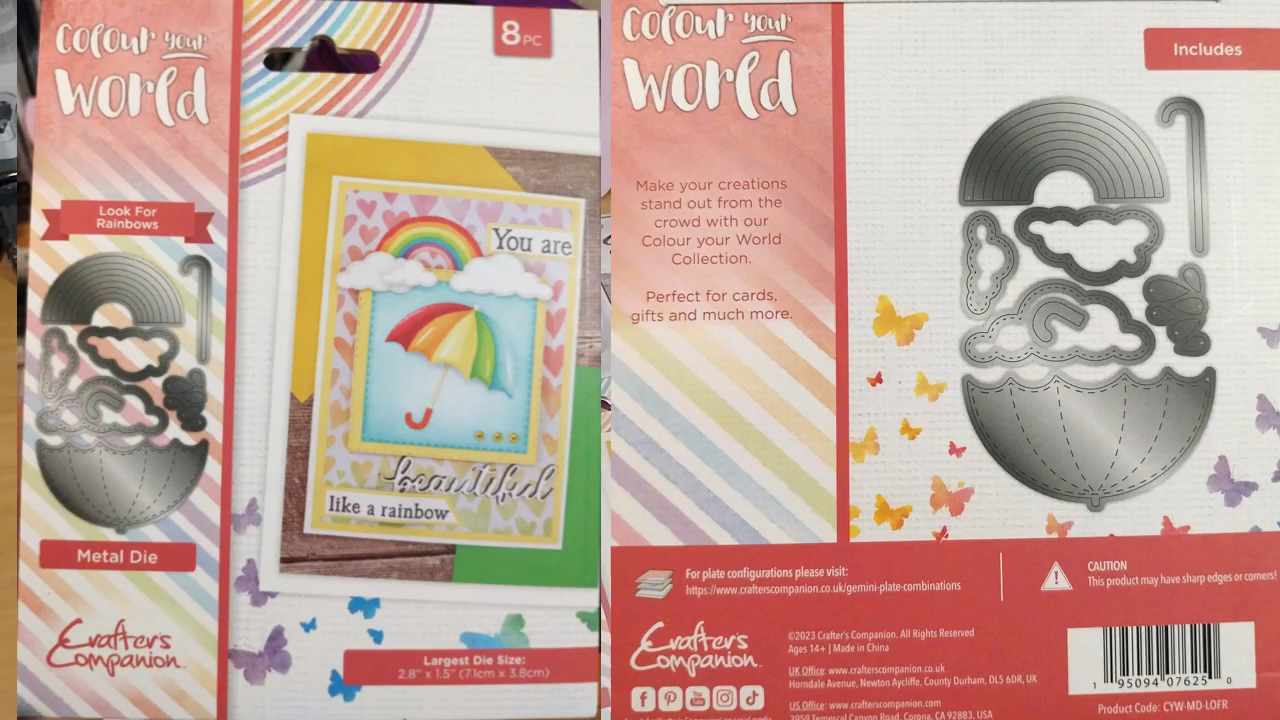 colour your
world
8PC
Look For
Rainbows
You are
beautiful
like a rainbow
Metal Die
Crafter's
Companion
Largest Die Size:
2.8" x 1.5" (7.1cm x 3.8cm)
colour your
world
Includes
Make your creations
stand out from the
crowd with our
Colour your World
Collection.
Perfect for cards,
gifts and much more.
For plate configurations please visit:
https://www.crafterscompanion.co.uk/gemini-plate-combinations
CAUTION
This product may have sharp edges or corners!
Crafter's
Companion
©2023 Crafter's Companion. All Rights Reserved
Ages 14+ | Made in China
UK Office: www.crafterscompanion.co.uk
Horndale Avenue, Newton Aycliffe, County Durham, DL5 6DR, UK
US Office: www.crafterscompanion.com
3959 Temescal Canyon Road, Corona, CA 92883, USA
1 95094 07625 0
Product Code: CYW-MD-LOFR